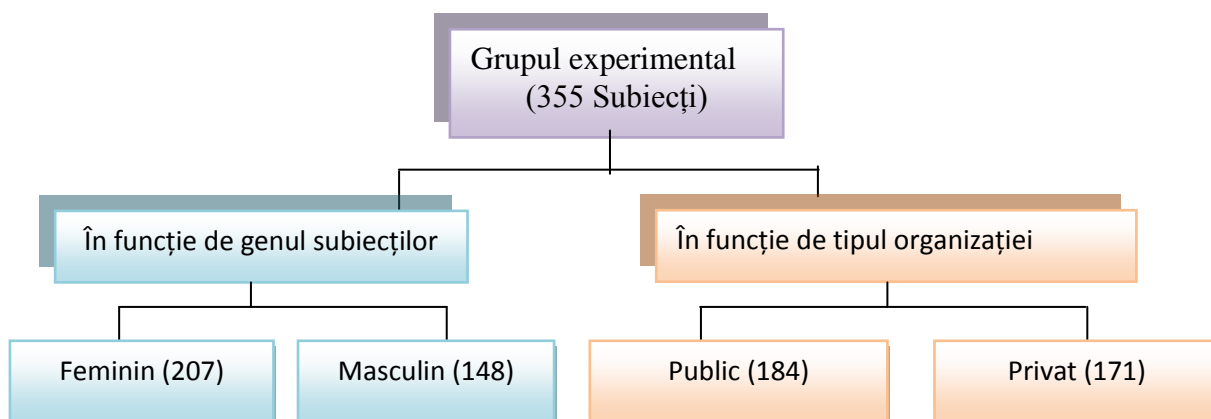 Grupul experimental
(355 Subiecți)
În funcție de genul subiecților
În funcție de tipul organizației
Feminin (207)
Masculin (148)
Public (184)
Privat (171)